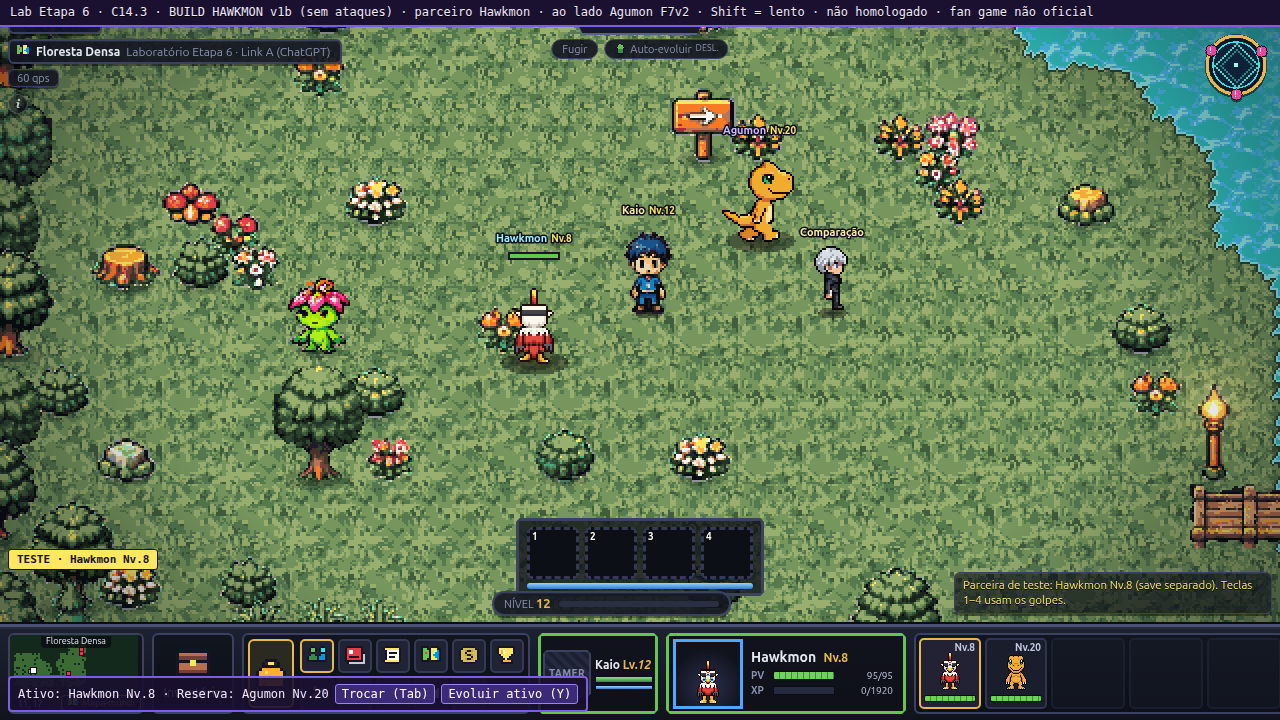 Lab Etapa 6 · C14.3 · BUILD HAWKMON v1b (sem ataques) · parceiro Hawkmon · ao lado Agumon F7v2 · Shift = lento · não homologado · fan game não oficial
Floresta Densa Laboratório Etapa 6 · Link A (ChatGPT)
Fugir
Auto-evoluir DESL.
60 qps
i
Agumon Nv.20
Kaio Nv.12
Comparação
Hawkmon Nv.8
1 2 3 4
NÍVEL 12
TESTE · Hawkmon Nv.8
Parceira de teste: Hawkmon Nv.8 (save separado). Teclas
1–4 usam os golpes.
Floresta Densa
TAMER
Kaio Lv.12
Hawkmon Nv.8
PV 95/95
XP 0/1920
Nv.8
Nv.20
Ativo: Hawkmon Nv.8 · Reserva: Agumon Nv.20 Trocar (Tab) Evoluir ativo (Y)